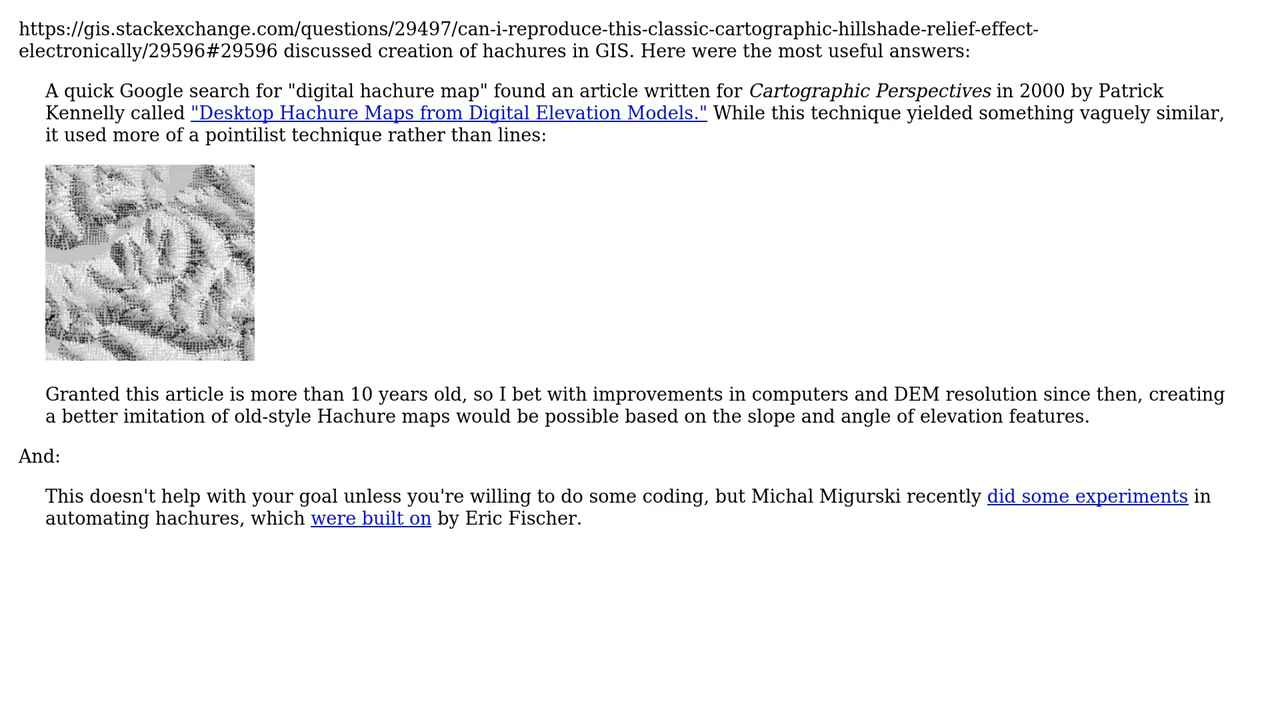 https://gis.stackexchange.com/questions/29497/can-i-reproduce-this-classic-cartographic-hillshade-relief-effect-
electronically/29596#29596 discussed creation of hachures in GIS. Here were the most useful answers:
A quick Google search for "digital hachure map" found an article written for Cartographic Perspectives in 2000 by Patrick
Kennelly called "Desktop Hachure Maps from Digital Elevation Models." While this technique yielded something vaguely similar,
it used more of a pointilist technique rather than lines:
Granted this article is more than 10 years old, so I bet with improvements in computers and DEM resolution since then, creating
a better imitation of old-style Hachure maps would be possible based on the slope and angle of elevation features.
And:
This doesn't help with your goal unless you're willing to do some coding, but Michal Migurski recently did some experiments in
automating hachures, which were built on by Eric Fischer.